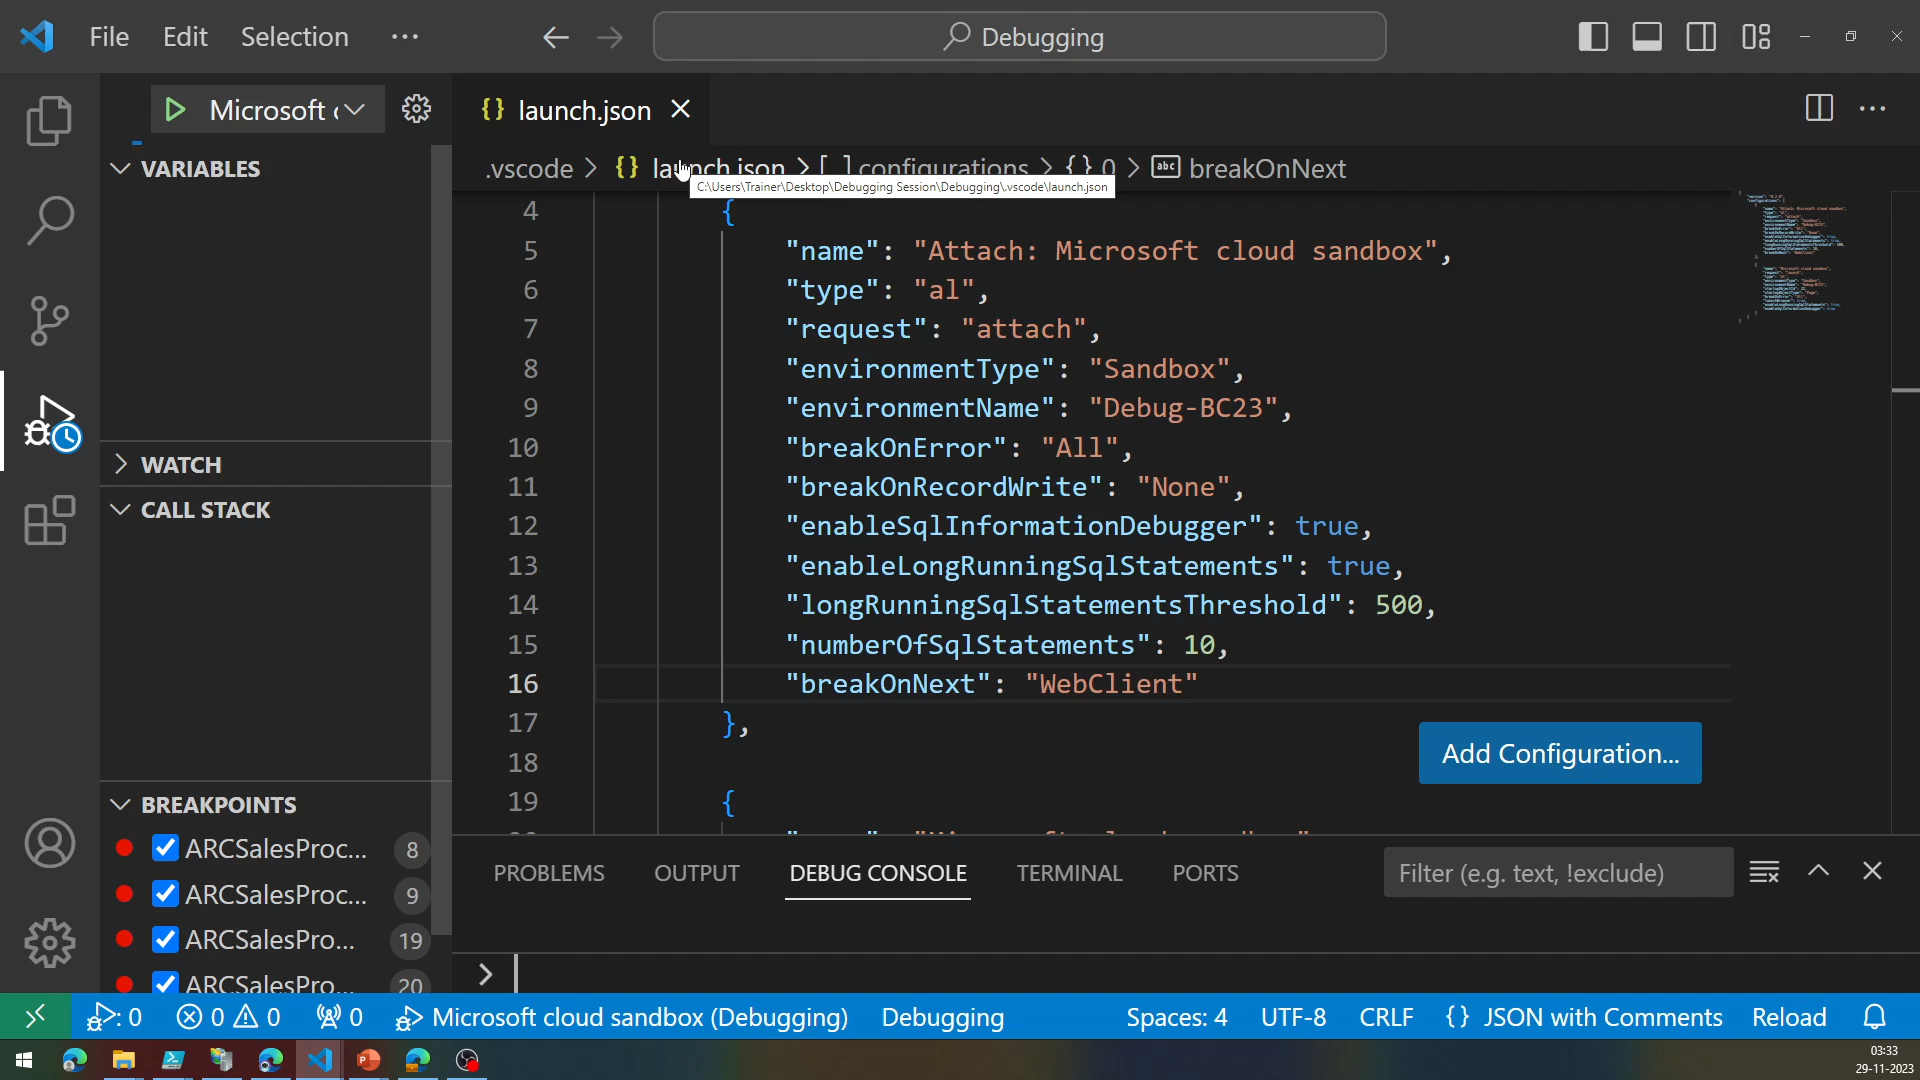 File Edit Selection ···
Debugging
Microsoft c
launch.json
.vscode > {} launch.json > [ ] configurations > {} 0 > abc breakOnNext
C:\Users\Trainer\Desktop\Debugging Session\Debugging\.vscode\launch.json
VARIABLES
WATCH
CALL STACK
BREAKPOINTS
ARCSalesProc... 8
ARCSalesProc... 9
ARCSalesPro... 19
ARCSalesPro... 20
4 {
5 "name": "Attach: Microsoft cloud sandbox",
6 "type": "al",
7 "request": "attach",
8 "environmentType": "Sandbox",
9 "environmentName": "Debug-BC23",
10 "breakOnError": "All",
11 "breakOnRecordWrite": "None",
12 "enableSqlInformationDebugger": true,
13 "enableLongRunningSqlStatements": true,
14 "longRunningSqlStatementsThreshold": 500,
15 "numberOfSqlStatements": 10,
16 "breakOnNext": "WebClient"
17 },
18
19 {
Add Configuration...
PROBLEMS OUTPUT DEBUG CONSOLE TERMINAL PORTS
Filter (e.g. text, !exclude)
: 0 0 0 0 Microsoft cloud sandbox (Debugging) Debugging Spaces: 4 UTF-8 CRLF {} JSON with Comments Reload
03:33
29-11-2023